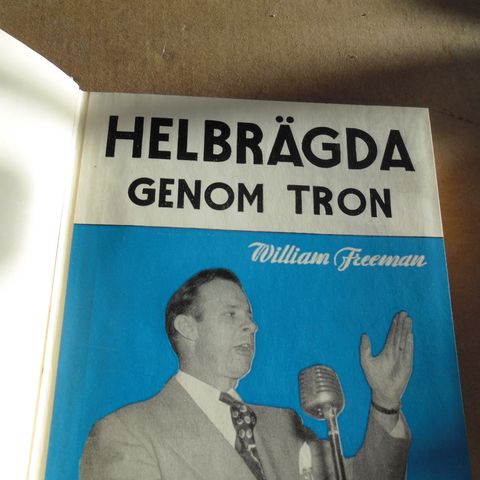 HELBRÄGDA
GENOM TRON
William Freeman